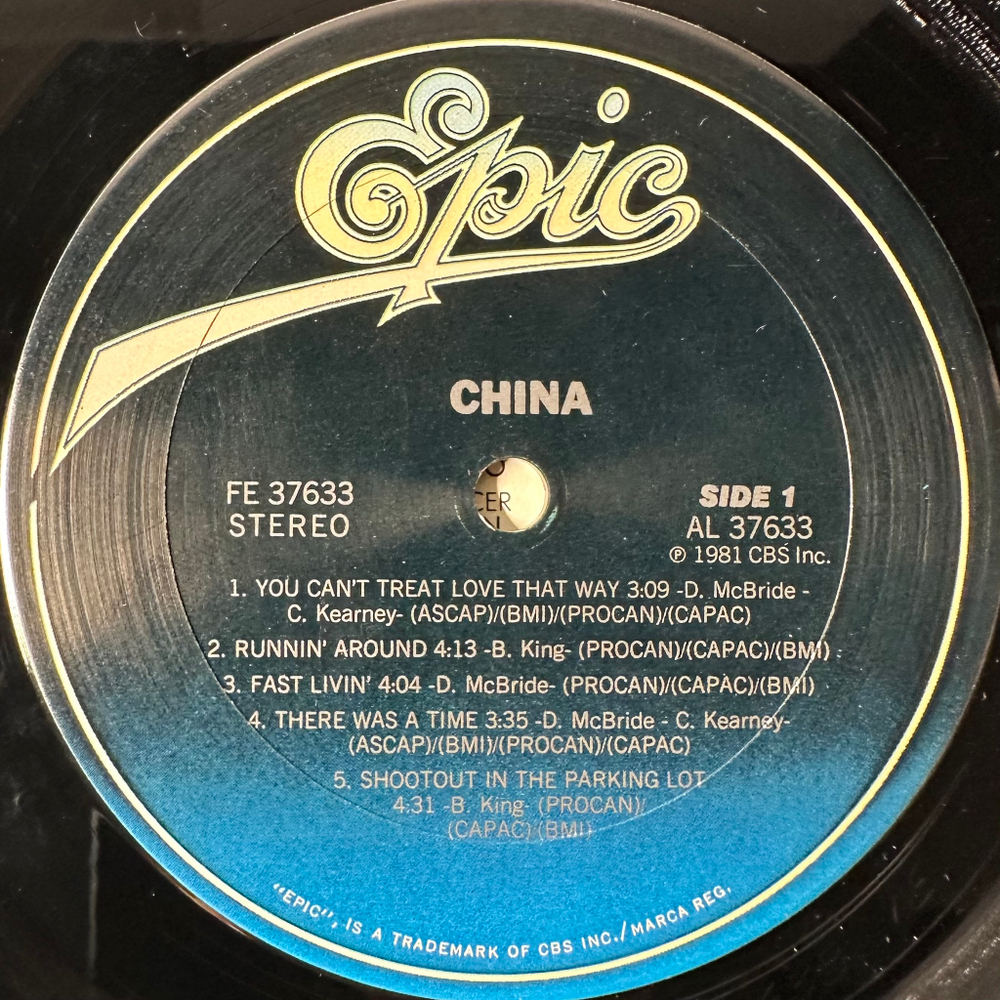 Epic
CHINA
FE 37633
STEREO
SIDE 1
AL 37633
℗ 1981 CBS Inc.
CER
1. YOU CAN'T TREAT LOVE THAT WAY 3:09 -D. McBride -
C. Kearney- (ASCAP)/(BMI)/(PROCAN)/(CAPAC)
2. RUNNIN' AROUND 4:13 -B. King- (PROCAN)/(CAPAC)/(BMI)
3. FAST LIVIN' 4:04 -D. McBride- (PROCAN)/(CAPAC)/(BMI)
4. THERE WAS A TIME 3:35 -D. McBride - C. Kearney-
(ASCAP)/(BMI)/(PROCAN)/(CAPAC)
5. SHOOTOUT IN THE PARKING LOT
4:31 -B. King- (PROCAN)/
(CAPAC)/(BMI)
"EPIC", IS A TRADEMARK OF CBS INC./MARCA REG.